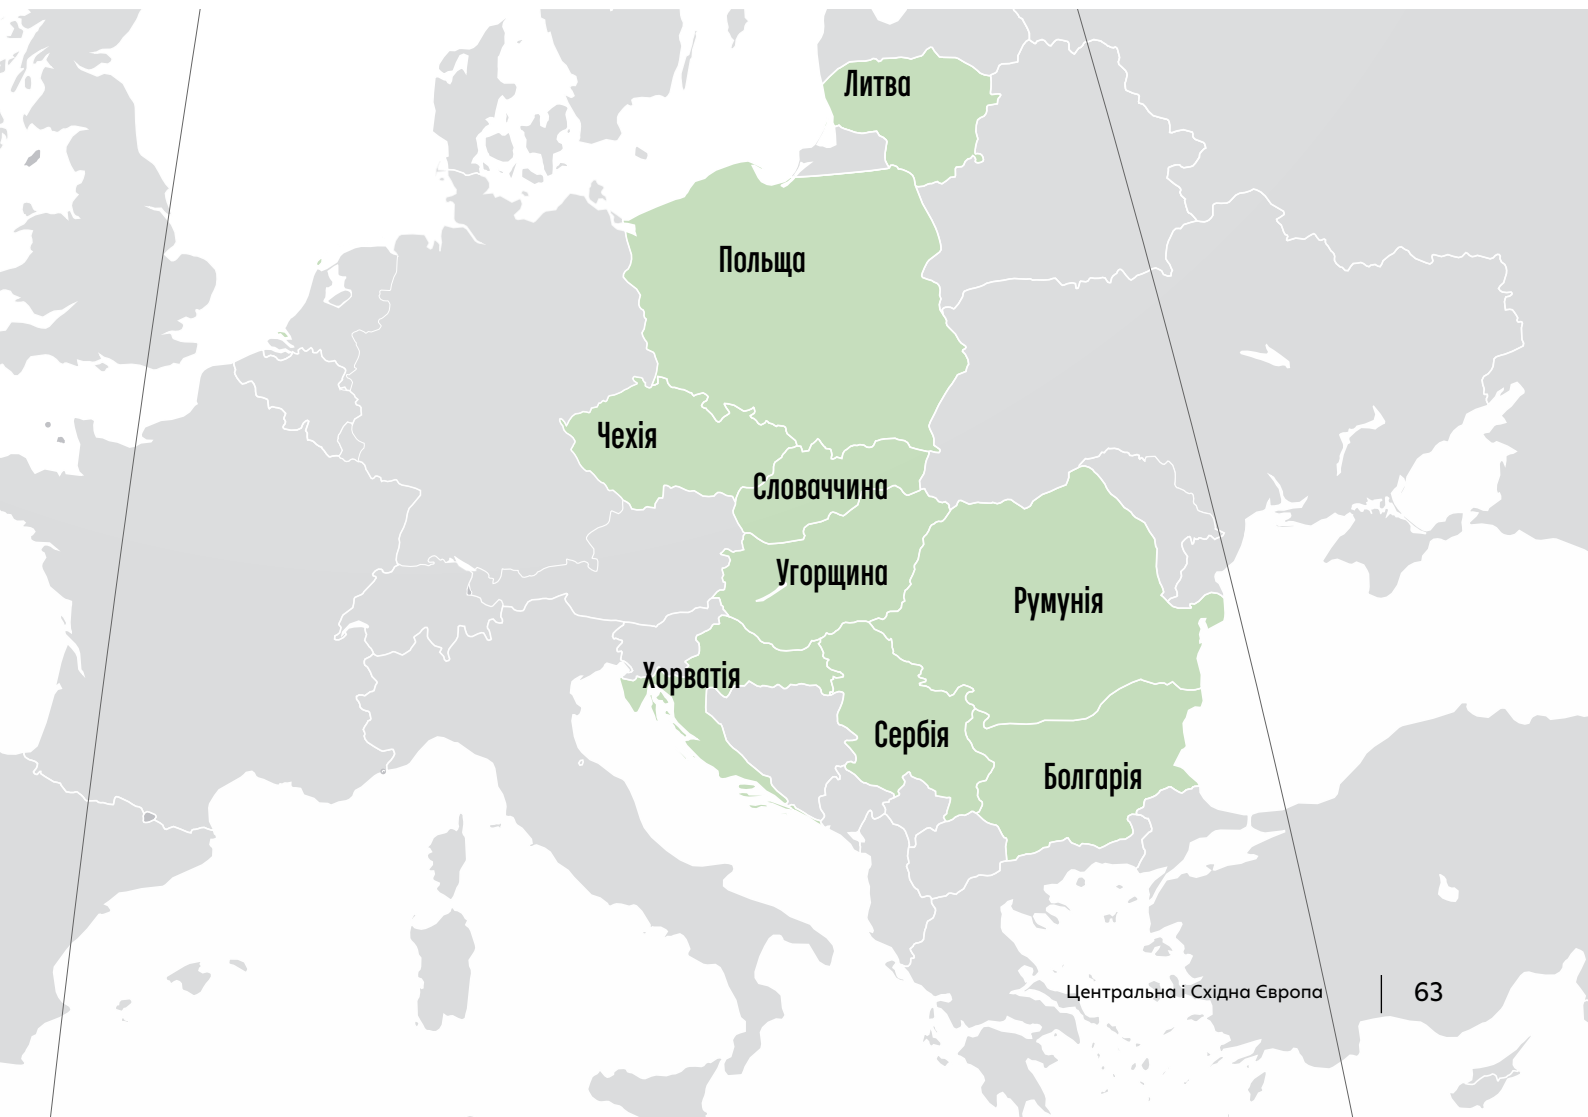 Литва
Польща
Чехія
Словаччина
Угорщина
Румунія
Хорватія
Сербія
Болгарія
Центральна і Східна Європа
63